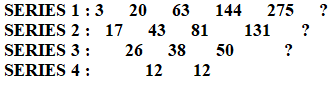 SERIES 1 : 3 20 63 144 275 ?
SERIES 2 : 17 43 81 131 ?
SERIES 3 : 26 38 50 ?
SERIES 4 : 12 12